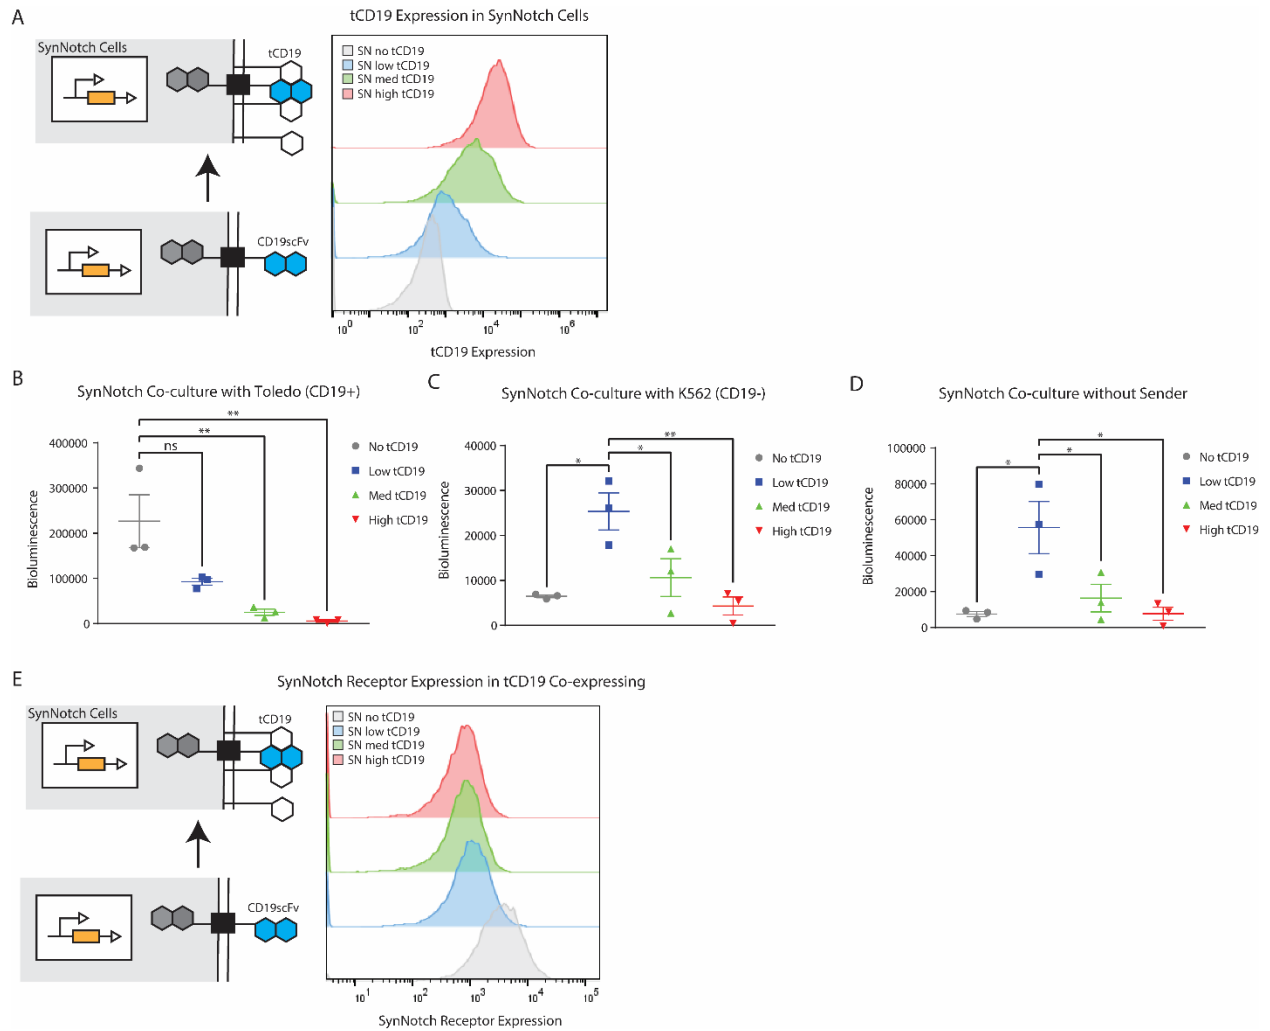 A
tCD19 Expression in SynNotch Cells
SynNotch Cells
tCD19
CD19scFv
SN no tCD19
SN low tCD19
SN med tCD19
SN high tCD19
10^0
10^2
10^4
10^6
tCD19 Expression
B
SynNotch Co-culture with Toledo (CD19+)
**
**
ns
400000
300000
200000
100000
0
Bioluminescence
No tCD19
Low tCD19
Med tCD19
High tCD19
C
SynNotch Co-culture with K562 (CD19-)
**
*
*
40000
30000
20000
10000
0
Bioluminescence
No tCD19
Low tCD19
Med tCD19
High tCD19
D
SynNotch Co-culture without Sender
*
*
*
100000
80000
60000
40000
20000
0
Bioluminescence
No tCD19
Low tCD19
Med tCD19
High tCD19
E
SynNotch Receptor Expression in tCD19 Co-expressing
SynNotch Cells
tCD19
CD19scFv
SN no tCD19
SN low tCD19
SN med tCD19
SN high tCD19
10^1
10^2
10^3
10^4
10^5
SynNotch Receptor Expression